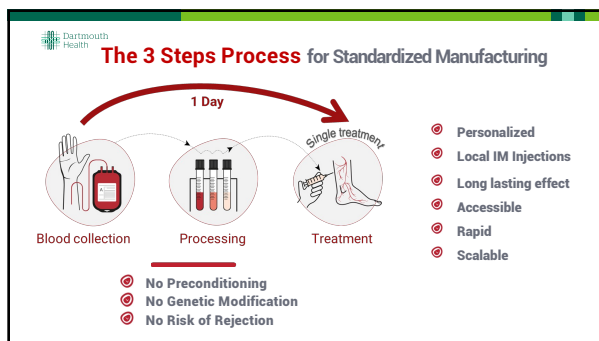 Dartmouth
Health
The 3 Steps Process for Standardized Manufacturing
1 Day
Single treatment
Blood collection
Processing
Treatment
Personalized
Local IM Injections
Long lasting effect
Accessible
Rapid
Scalable
No Preconditioning
No Genetic Modification
No Risk of Rejection